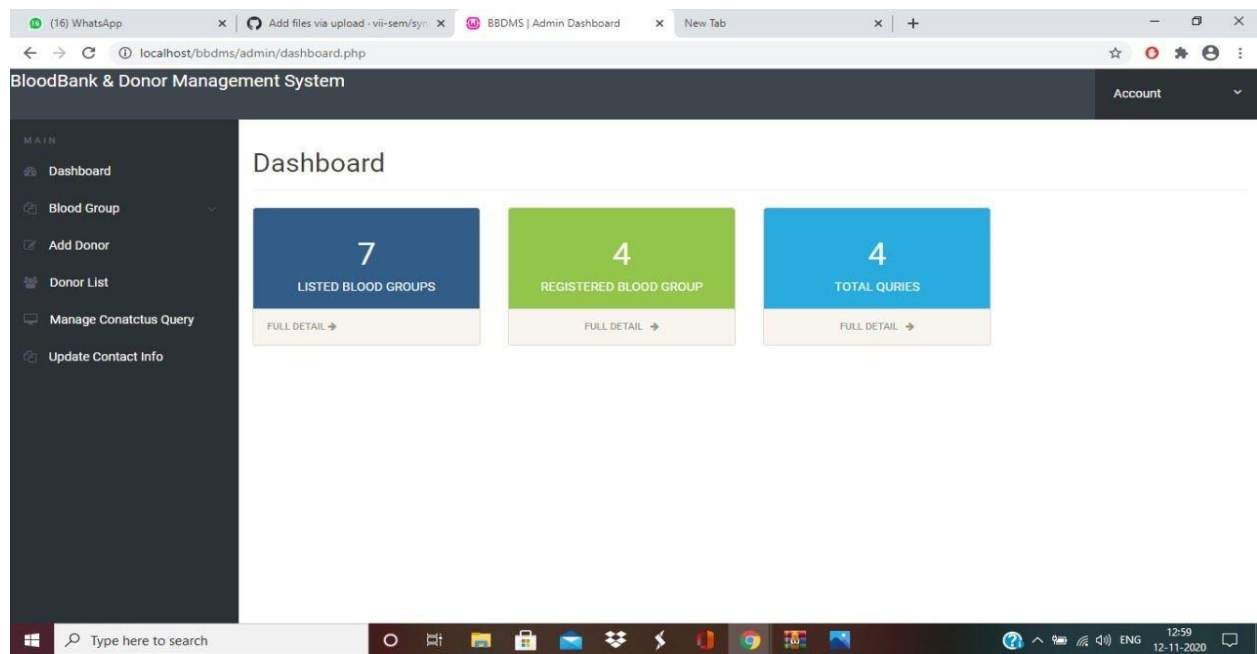 (16) WhatsApp
Add files via upload · vii-sem/syn
BBDMS | Admin Dashboard
New Tab
localhost/bbdms/admin/dashboard.php
BloodBank & Donor Management System
Account
MAIN
Dashboard
Blood Group
Add Donor
Donor List
Manage Conatctus Query
Update Contact Info
Dashboard
7
LISTED BLOOD GROUPS
FULL DETAIL
4
REGISTERED BLOOD GROUP
FULL DETAIL
4
TOTAL QURIES
FULL DETAIL
Type here to search
ENG
12:59
12-11-2020